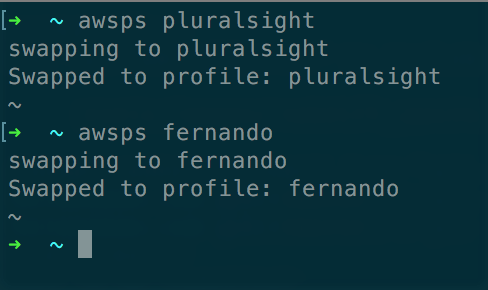 [➜ ~ awsps pluralsight
swapping to pluralsight
Swapped to profile: pluralsight
~
[➜ ~ awsps fernando
swapping to fernando
Swapped to profile: fernando
~
➜ ~